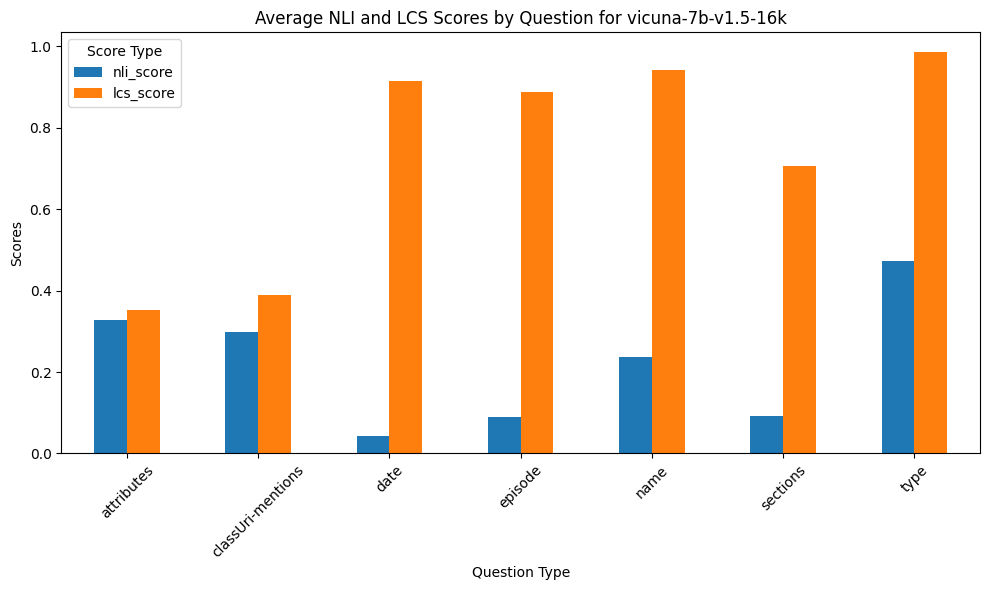 Average NLI and LCS Scores by Question for vicuna-7b-v1.5-16k
Score Type
nli_score
lcs_score
Scores
1.0
0.8
0.6
0.4
0.2
0.0
attributes
classUri-mentions
date
episode
name
sections
type
Question Type